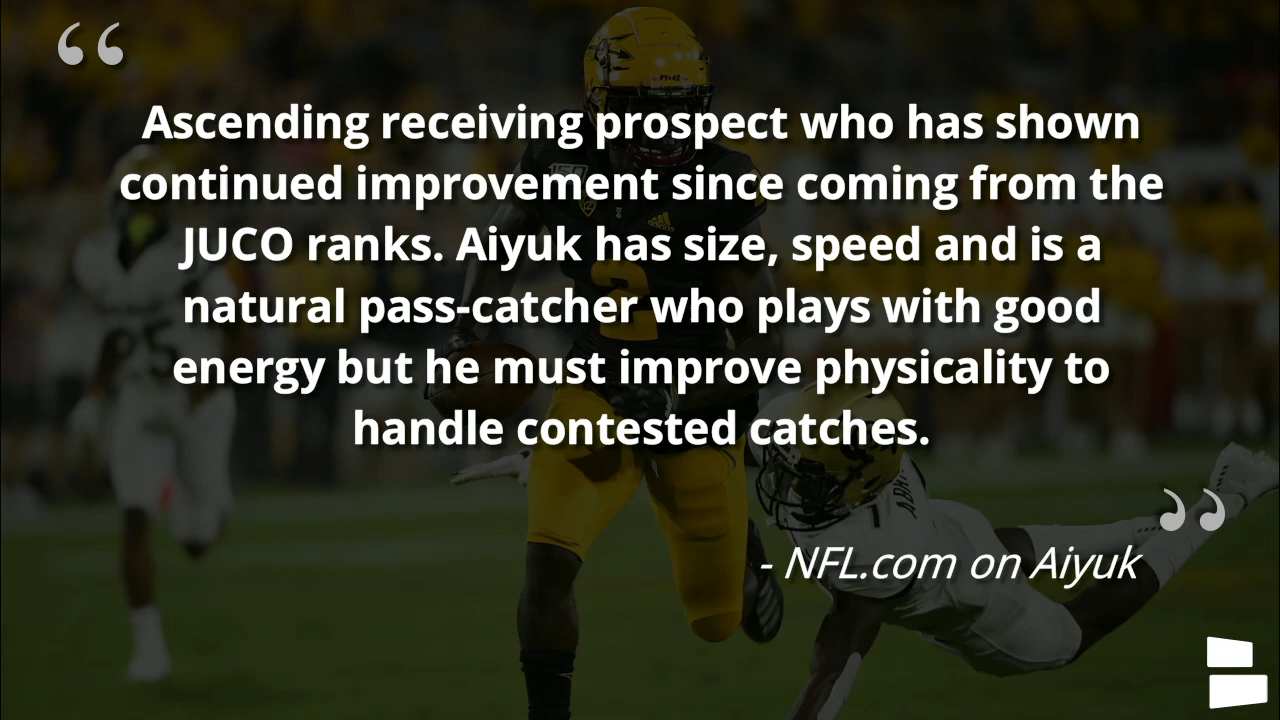 “
Ascending receiving prospect who has shown
continued improvement since coming from the
JUCO ranks. Aiyuk has size, speed and is a
natural pass-catcher who plays with good
energy but he must improve physicality to
handle contested catches.
”
- NFL.com on Aiyuk
2
1